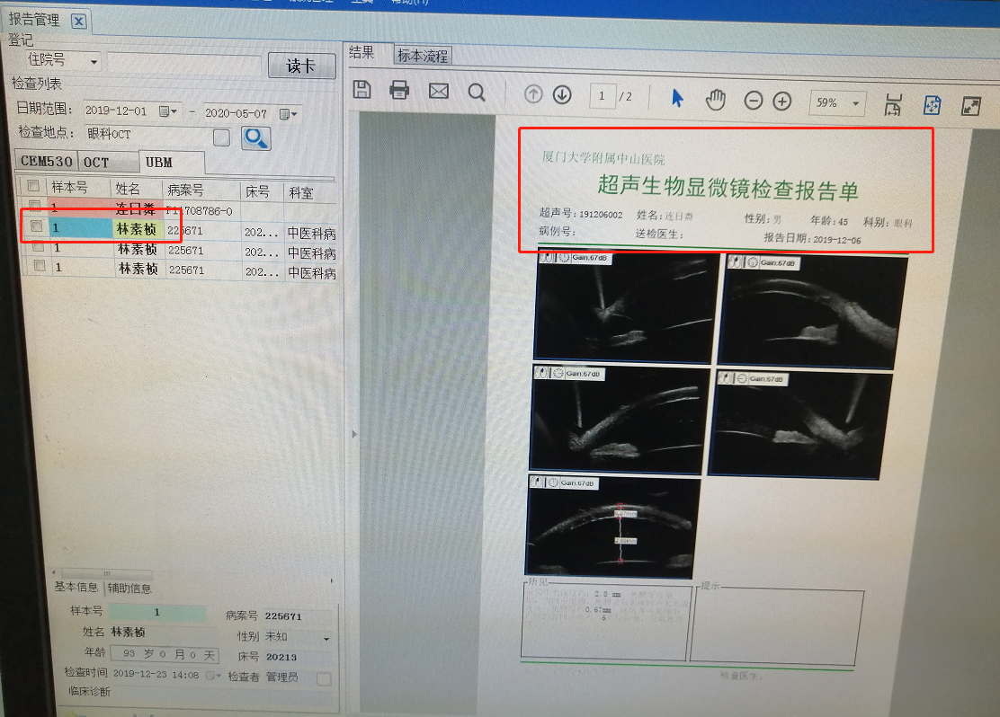 报告管理
登记
住院号 读卡
检查列表
日期范围: 2019-12-01 - 2020-05-07
检查地点: 眼科OCT
CEM530 OCT UBM
样本号 姓名 病案号 床号 科室
1 连日粪 P11708786-0
1 林素桢 225671 202... 中医科病
1 林素桢 225671 202... 中医科病
1 林素桢 225671 202... 中医科病
基本信息 辅助信息
样本号 1 病案号 225671
姓名 林素桢 性别 未知
年龄 93 岁 0 月 0 天 床号 20213
检查时间 2019-12-23 14:08 检查者 管理员
临床诊断
结果 标本流程
1 / 2 59%
厦门大学附属中山医院
超声生物显微镜检查报告单
超声号: 191206002 姓名: 连日粪 性别: 男 年龄: 45 科别: 眼科
病例号: 送检医生: 报告日期: 2019-12-06
Gain:67dB Gain:67dB
Gain:67dB Gain:67dB
Gain:67dB
所见 提示
2.8 mm
0.67mm
6
检查医生: